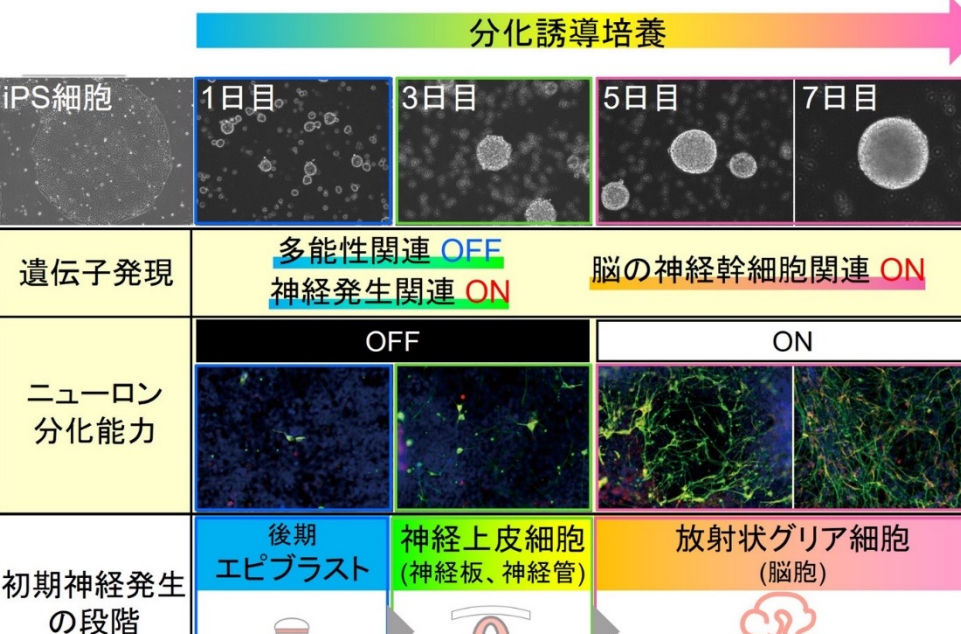 分化誘導培養
iPS細胞
1日目
3日目
5日目
7日目
遺伝子発現
多能性関連 OFF
神経発生関連 ON
脳の神経幹細胞関連 ON
ニューロン
分化能力
OFF
ON
初期神経発生
の段階
後期
エピブラスト
神経上皮細胞
(神経板、神経管)
放射状グリア細胞
(脳胞)